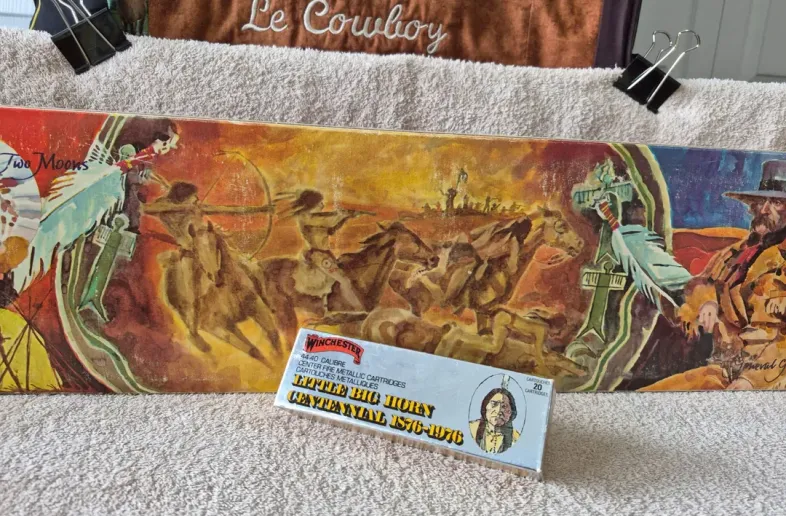 Le Cowboy
Two Moons
WINCHESTER
44-40 CALIBRE
CENTER FIRE METALLIC CARTRIDGES
CARTOUCHES METALLIQUES
LITTLE BIG HORN
CENTENNIAL 1876-1976
CARTOUCHES
20
CARTRIDGES
General